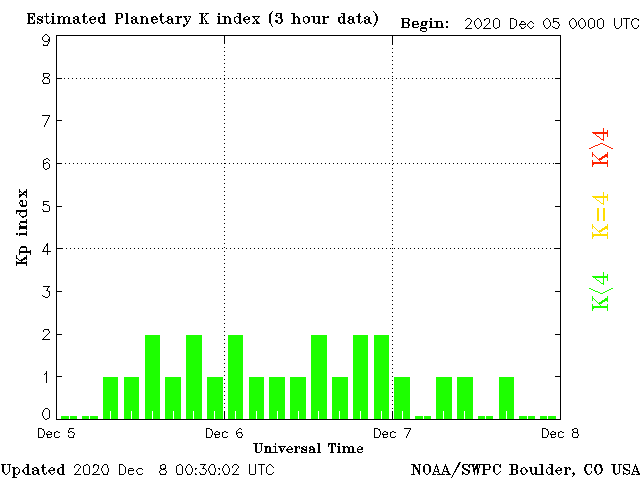 Estimated Planetary K index (3 hour data) Begin: 2020 Dec 05 0000 UTC
9
8
7
6
5
4
3
2
1
0
Kp index
K>4
K=4
K<4
Dec 5 Dec 6 Dec 7 Dec 8
Universal Time
Updated 2020 Dec 8 00:30:02 UTC NOAA/SWPC Boulder, CO USA